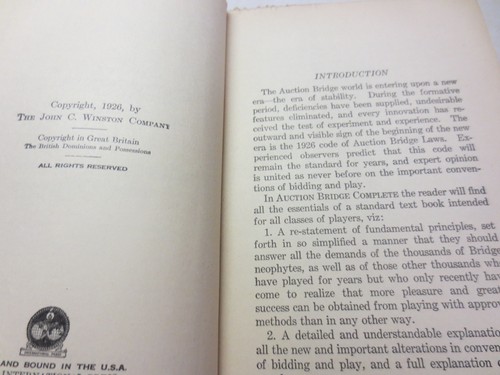 Copyright, 1926, by
THE JOHN C. WINSTON COMPANY
Copyright in Great Britain
The British Dominions and Possessions
ALL RIGHTS RESERVED
AND BOUND IN THE U.S.A.
INTRODUCTION
The Auction Bridge world is entering upon a new
era—the era of stability. During the formative
period, deficiencies have been supplied, undesirable
features eliminated, and every innovation has re-
ceived the test of experiment and experience. The
outward and visible sign of the beginning of the new
era is the 1926 code of Auction Bridge Laws. Ex-
perienced observers predict that this code will
remain the standard for years, and expert opinion
is united as never before on the important conven-
tions of bidding and play.
In AUCTION BRIDGE COMPLETE the reader will find
all the essentials of a standard text book intended
for all classes of players, viz:
1. A re-statement of fundamental principles, set
forth in so simplified a manner that they should
answer all the demands of the thousands of Bridge
neophytes, as well as of those other thousands wh
have played for years but who only recently ha
come to realize that more pleasure and great
success can be obtained from playing with approv
methods than in any other way.
2. A detailed and understandable explanation
all the new and important alterations in conven
of bidding and play, and a full explanation